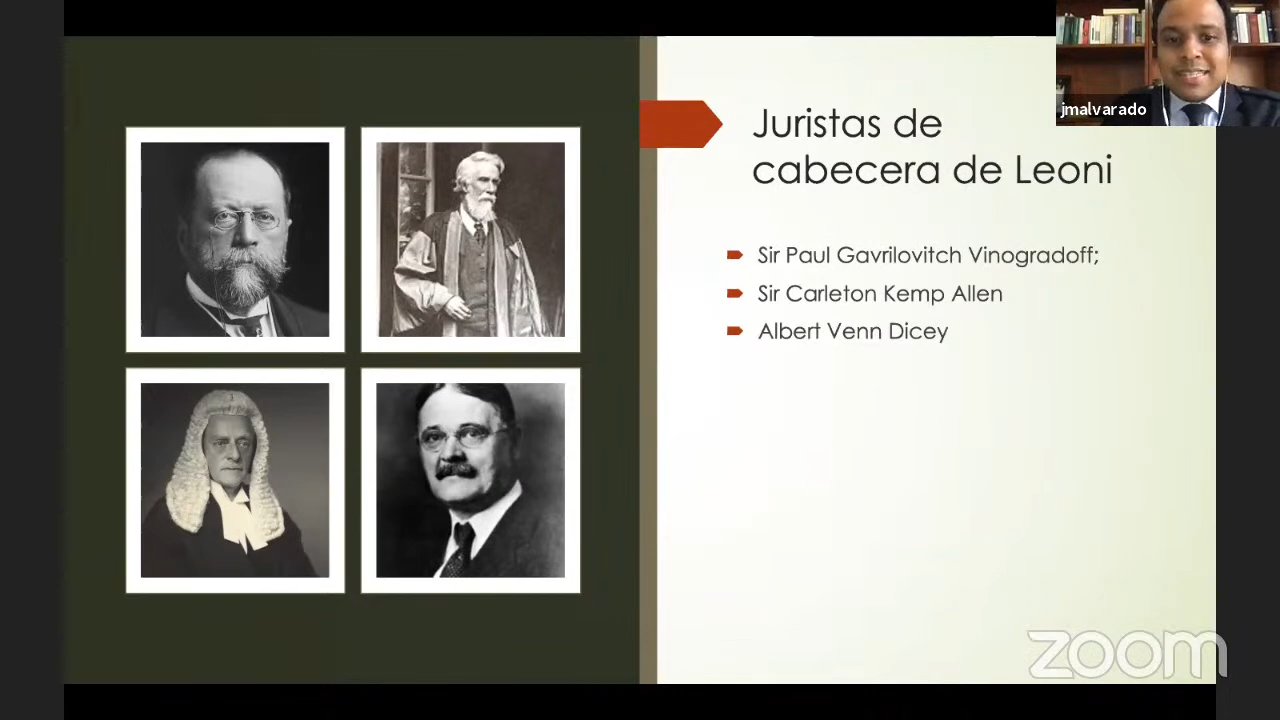 jmalvarado
Juristas de
cabecera de Leoni
Sir Paul Gavrilovitch Vinogradoff;
Sir Carleton Kemp Allen
Albert Venn Dicey
zoom